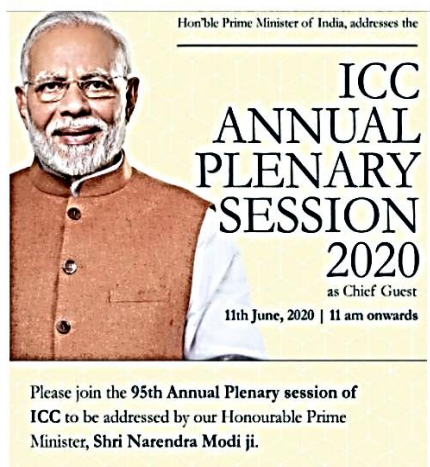 Hon'ble Prime Minister of India, addresses the
ICC
ANNUAL
PLENARY
SESSION
2020
as Chief Guest
11th June, 2020 | 11 am onwards
Please join the 95th Annual Plenary session of
ICC to be addressed by our Honourable Prime
Minister, Shri Narendra Modi ji.